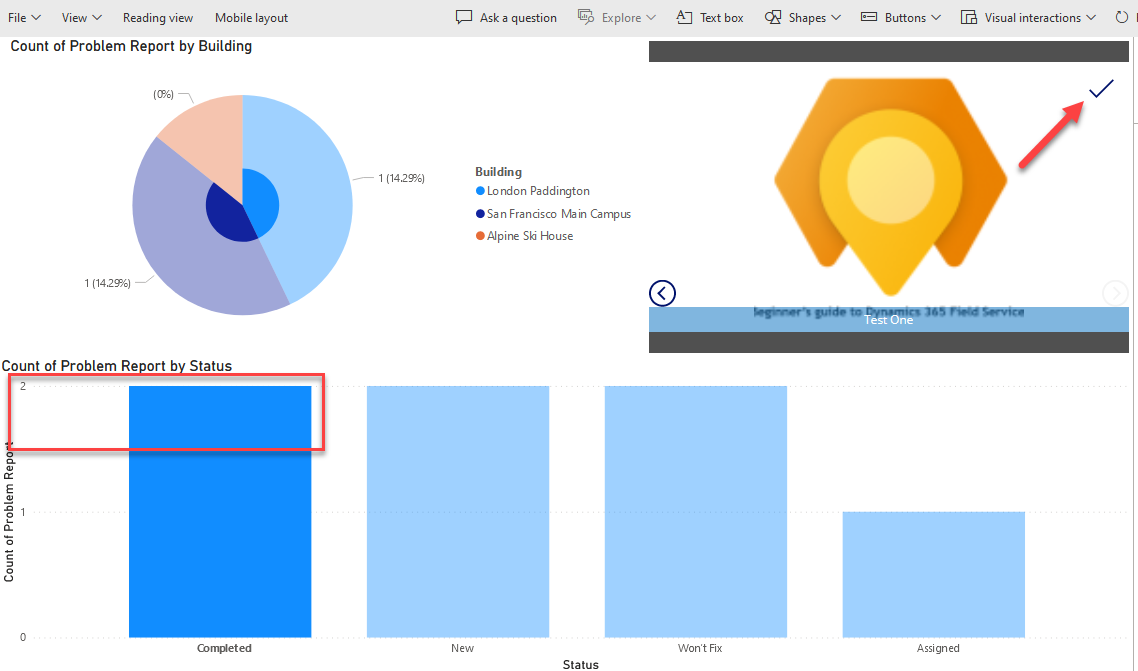 File View Reading view Mobile layout Ask a question Explore Text box Shapes Buttons Visual interactions
Count of Problem Report by Building
(0%)
1 (14.29%)
1 (14.29%)
Building
London Paddington
San Francisco Main Campus
Alpine Ski House
Beginner's guide to Dynamics 365 Field Service
Test One
Count of Problem Report by Status
Count of Problem Report
2
1
0
Completed New Won't Fix Assigned
Status